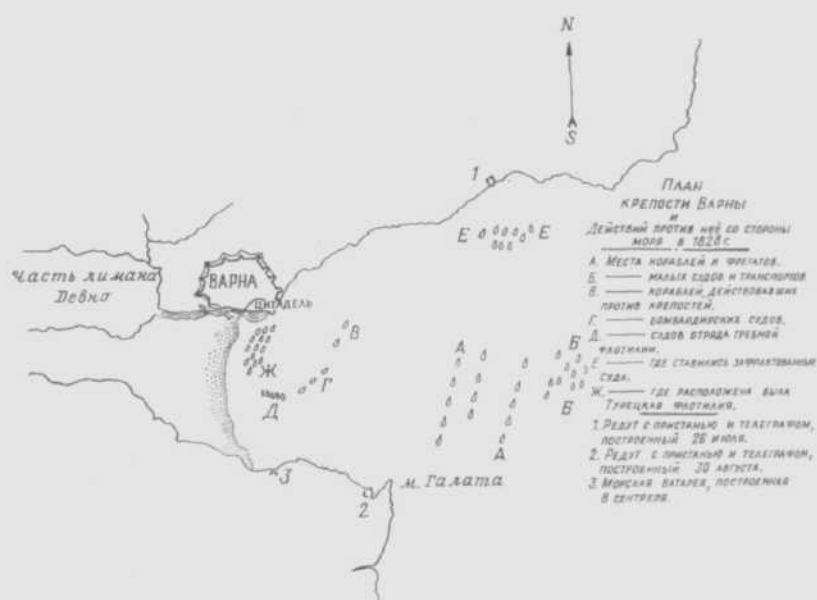 N
S
1
Е Е
Часть лимана
Девно
ВАРНА
ЦИТАДЕЛЬ
В
Ж
Г
Д
А
Б
Б
А
3
2
м. Галата
ПЛАН
КРЕПОСТИ ВАРНЫ
И
ДЕЙСТВИЙ ПРОТИВ НЕЁ СО СТОРОНЫ
МОРЯ В 1828 Г.
А. МЕСТА КОРАБЛЕЙ И ФРЕГАТОВ.
Б —— МАЛЫХ СУДОВ И ТРАНСПОРТОВ
В. —— КОРАБЛЕЙ, ДЕЙСТВОВАВШИХ
ПРОТИВ КРЕПОСТЕЙ.
Г. —— БОМБАРДИРСКИХ СУДОВ.
Д. —— СУДОВ ОТРЯДА ГРЕБНОЙ
ФЛОТИЛИИ.
Е —— ГДЕ СТАВИЛИСЬ ЗАФРАХТОВАННЫЕ
СУДА.
Ж. —— ГДЕ РАСПОЛОЖЕНА БЫЛА
ТУРЕЦКАЯ ФЛОТИЛИЯ.
1. РЕДУТ С ПРИСТАНЬЮ И ТЕЛЕГРАФОМ,
ПОСТРОЕННЫЙ 26 ИЮЛЯ.
2. РЕДУТ С ПРИСТАНЬЮ И ТЕЛЕГРАФОМ,
ПОСТРОЕННЫЙ 30 АВГУСТА.
3. МОРСКАЯ БАТАРЕЯ, ПОСТРОЕННАЯ
8 СЕНТЯБРЯ.